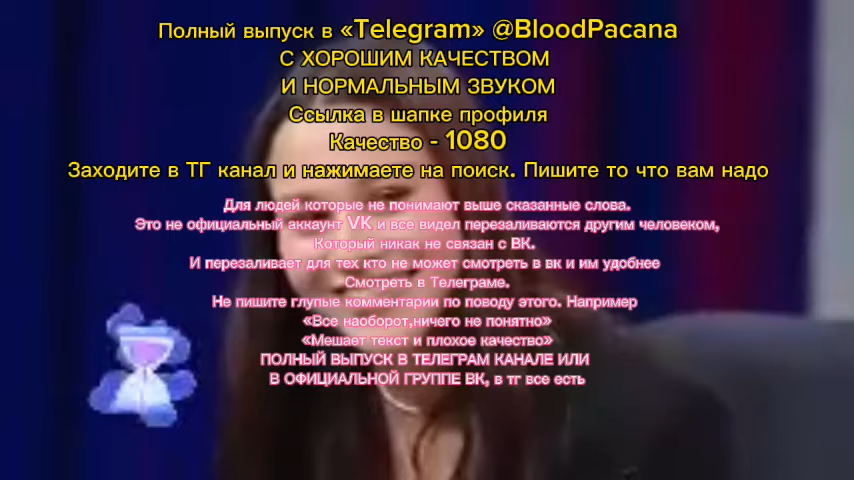 Полный выпуск в «Telegram» @BloodPacana
С ХОРОШИМ КАЧЕСТВОМ
И НОРМАЛЬНЫМ ЗВУКОМ
Ссылка в шапке профиля
Качество - 1080
Заходите в ТГ канал и нажимаете на поиск. Пишите то что вам надо
Для людей которые не понимают выше сказанные слова.
Это не официальный аккаунт VK и все видел перезаливаются другим человеком,
Который никак не связан с ВК.
И перезаливает для тех кто не может смотреть в вк и им удобнее
Смотреть в Телеграме.
Не пишите глупые комментарии по поводу этого. Например
«Все наоборот,ничего не понятно»
«Мешает текст и плохое качество»
ПОЛНЫЙ ВЫПУСК В ТЕЛЕГРАМ КАНАЛЕ ИЛИ
В ОФИЦИАЛЬНОЙ ГРУППЕ ВК, в тг все есть